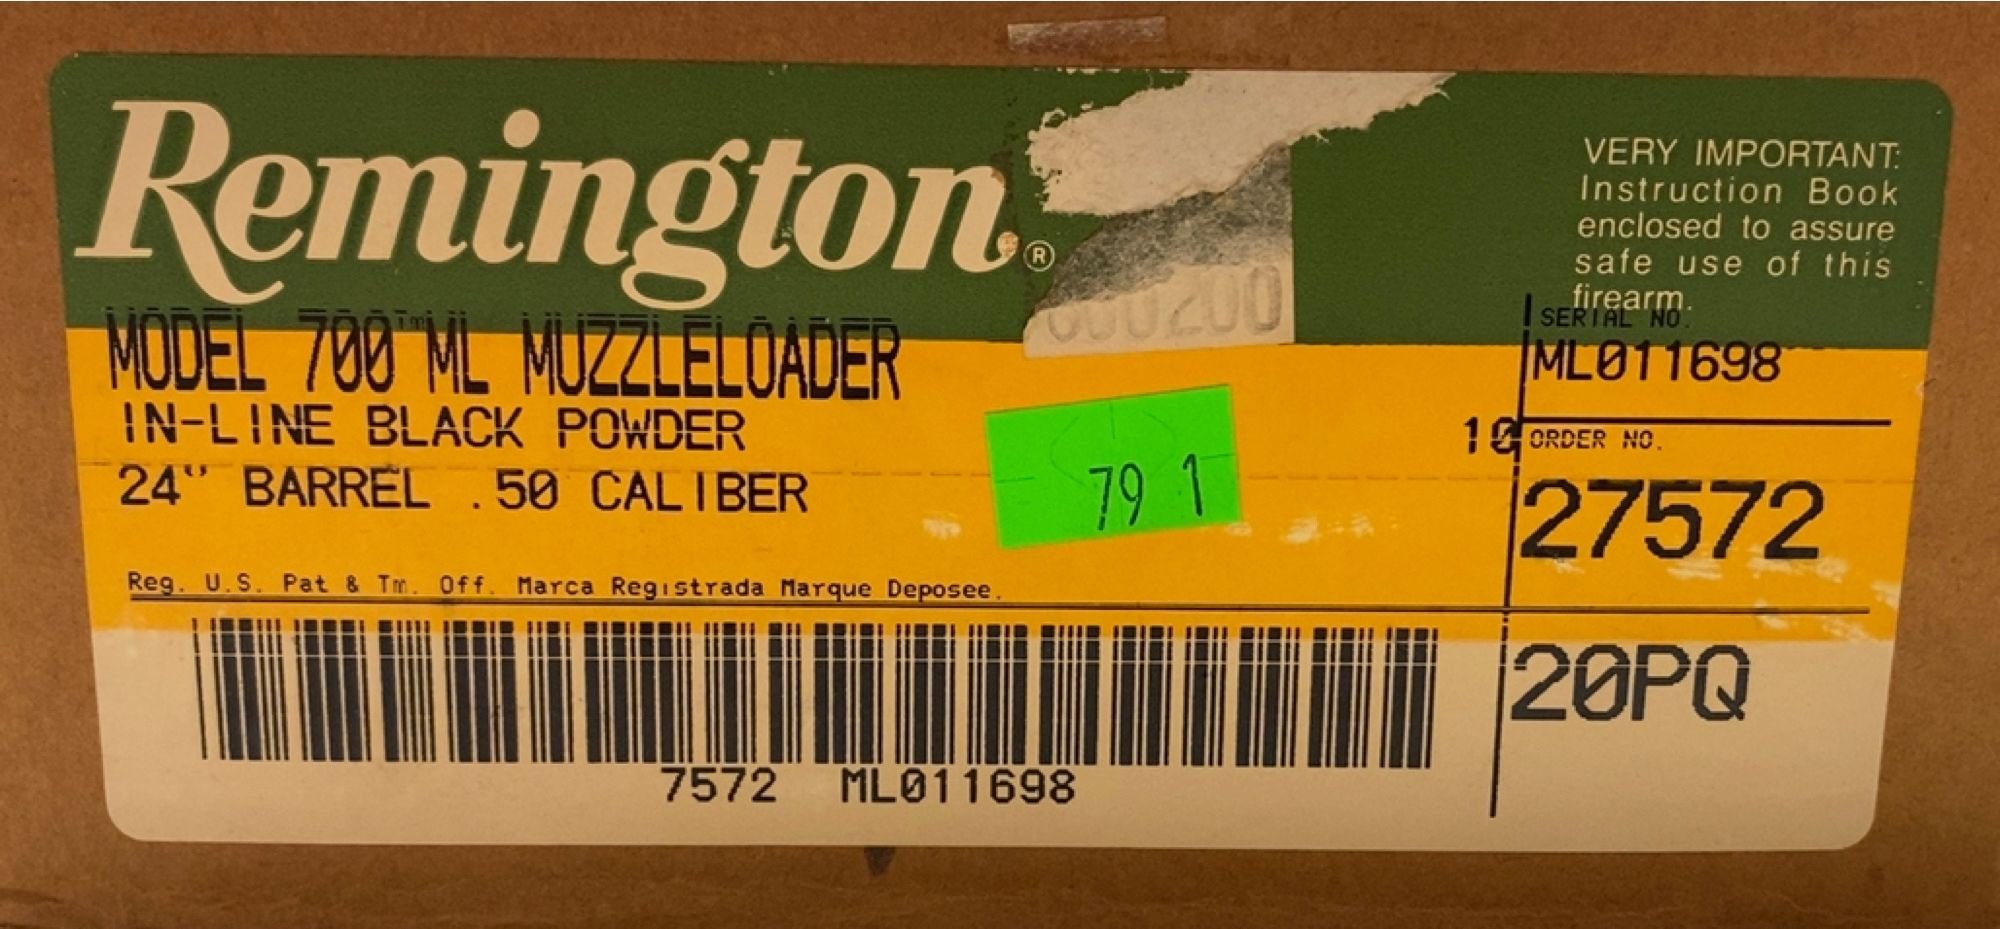 Remington®
VERY IMPORTANT:
Instruction Book
enclosed to assure
safe use of this
firearm.
MODEL 700™ ML MUZZLELOADER
IN-LINE BLACK POWDER
24" BARREL .50 CALIBER
79 1
SERIAL NO.
ML011698
10
ORDER NO.
27572
Reg. U.S. Pat & Tm. Off. Marca Registrada Marque Deposee.
20PQ
7572 ML011698